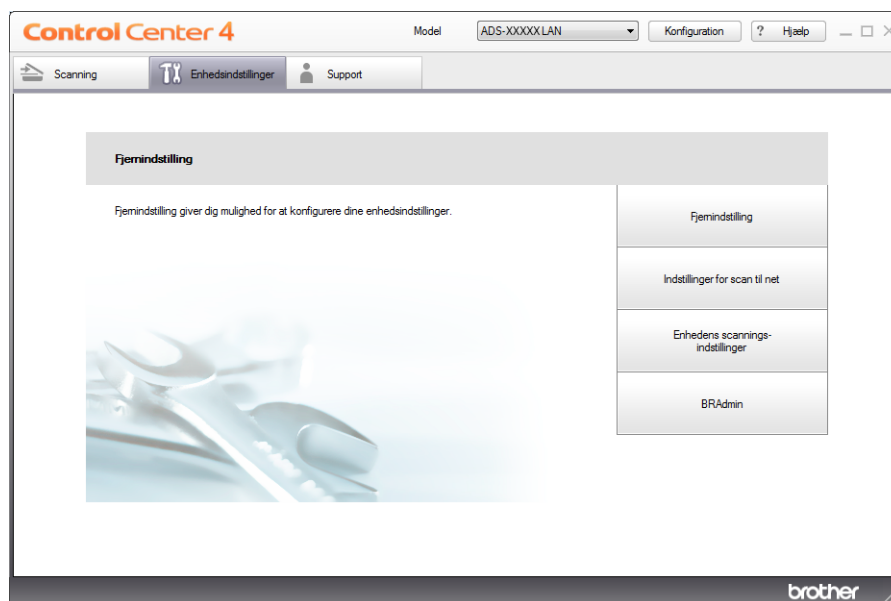 Control Center 4 Model ADS-XXXXX LAN Konfiguration ? Hjælp
Scanning Enhedsindstillinger Support
Fjernindstilling
Fjernindstilling giver dig mulighed for at konfigurere dine enhedsindstillinger.
Fjernindstilling
Indstillinger for scan til net
Enhedens scannings-
indstillinger
BRAdmin
brother